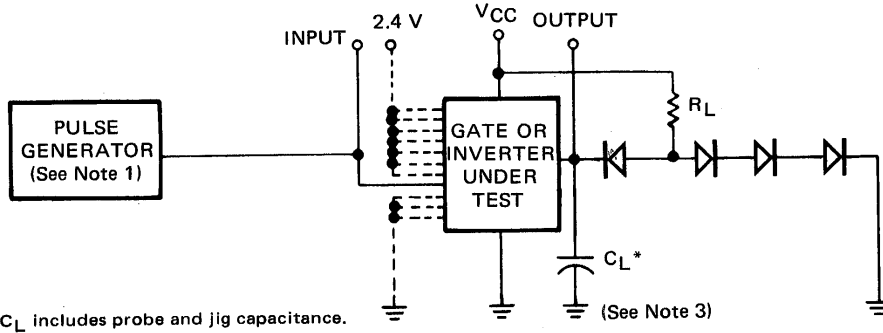 INPUT
2.4 V
VCC
OUTPUT
PULSE
GENERATOR
(See Note 1)
GATE OR
INVERTER
UNDER
TEST
RL
CL*
(See Note 3)
CL includes probe and jig capacitance.